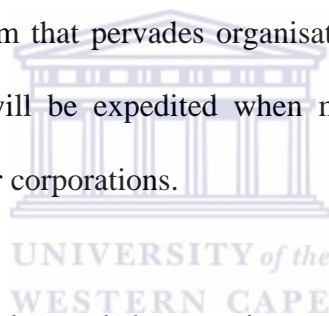 m that pervades organisat
will be expedited when
r corporations.
UNIVERSITY of the
WESTERN CAPE